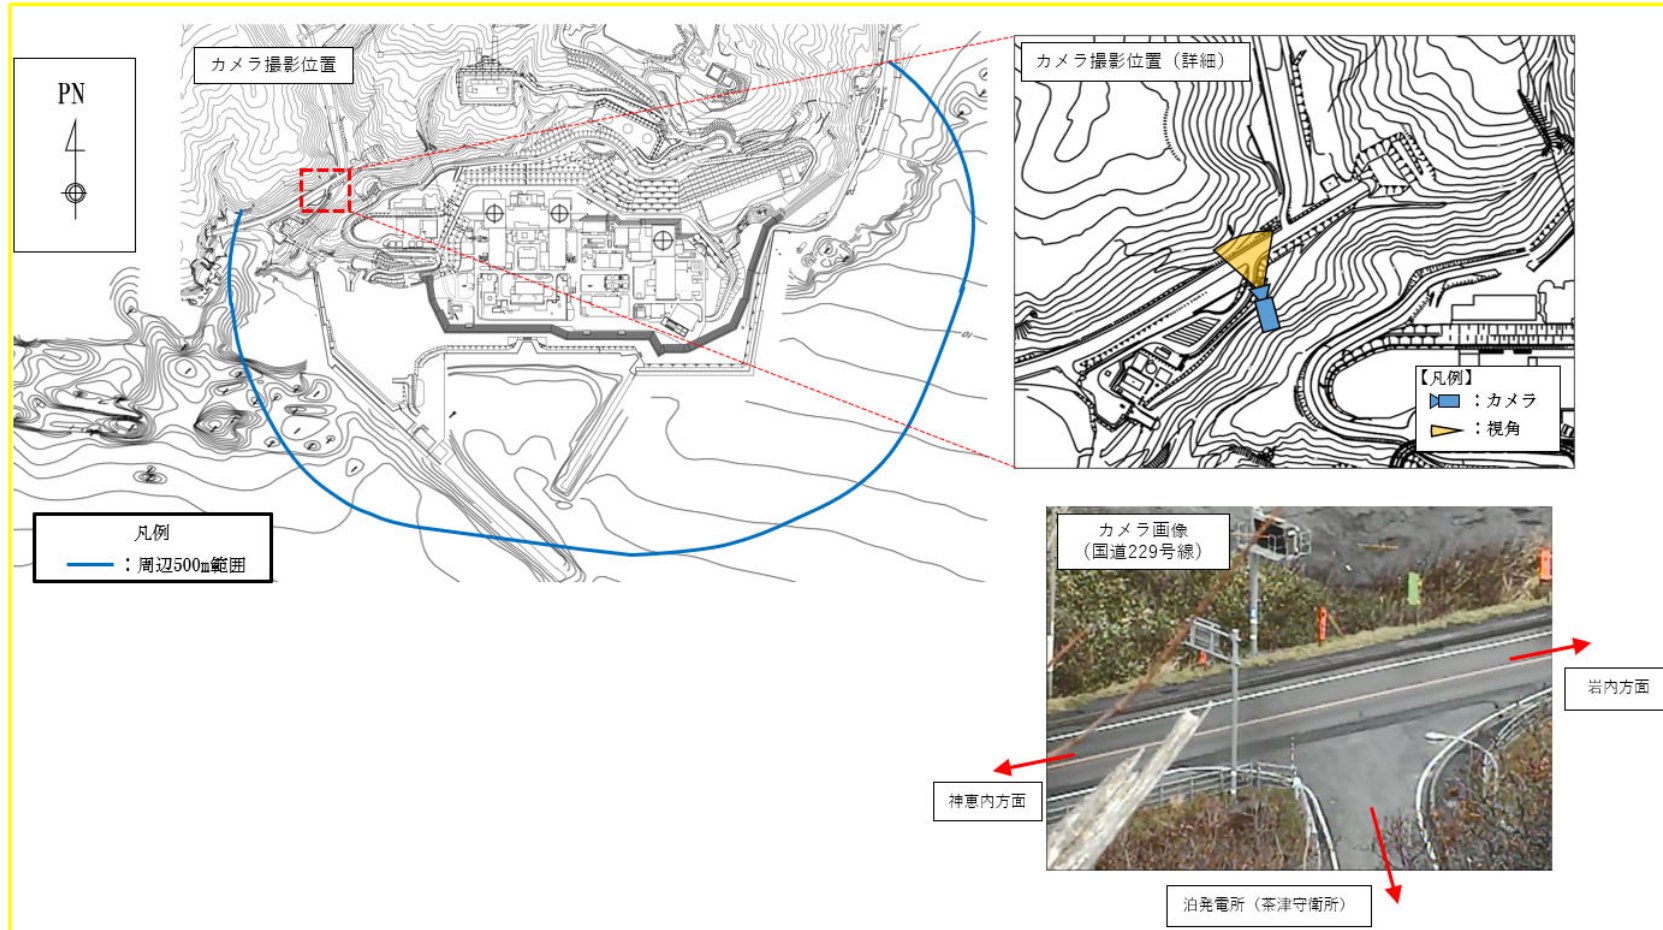 カメラ撮影位置
PN
カメラ撮影位置（詳細）
【凡例】
：カメラ
：視角
凡例
：周辺500m範囲
カメラ画像
（国道229号線）
岩内方面
神恵内方面
泊発電所（茶津守衛所）